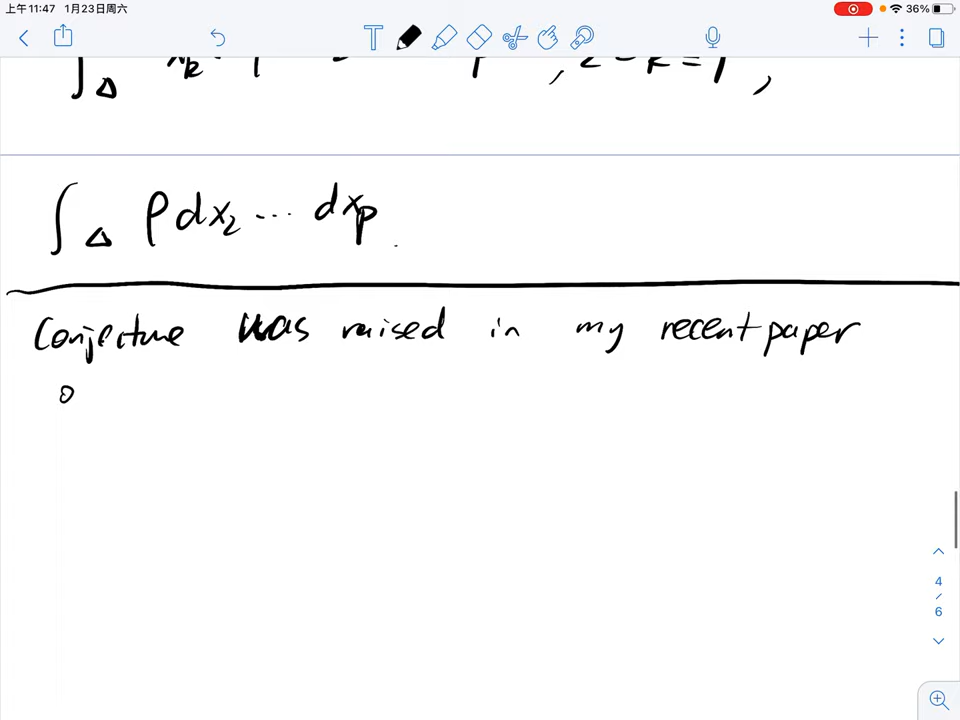 上午11:47 1月23日周六
36%
∫_Δ ρ dx₂ ⋯ dxₚ .
Conjecture was raised in my recent paper
o
4
/
6